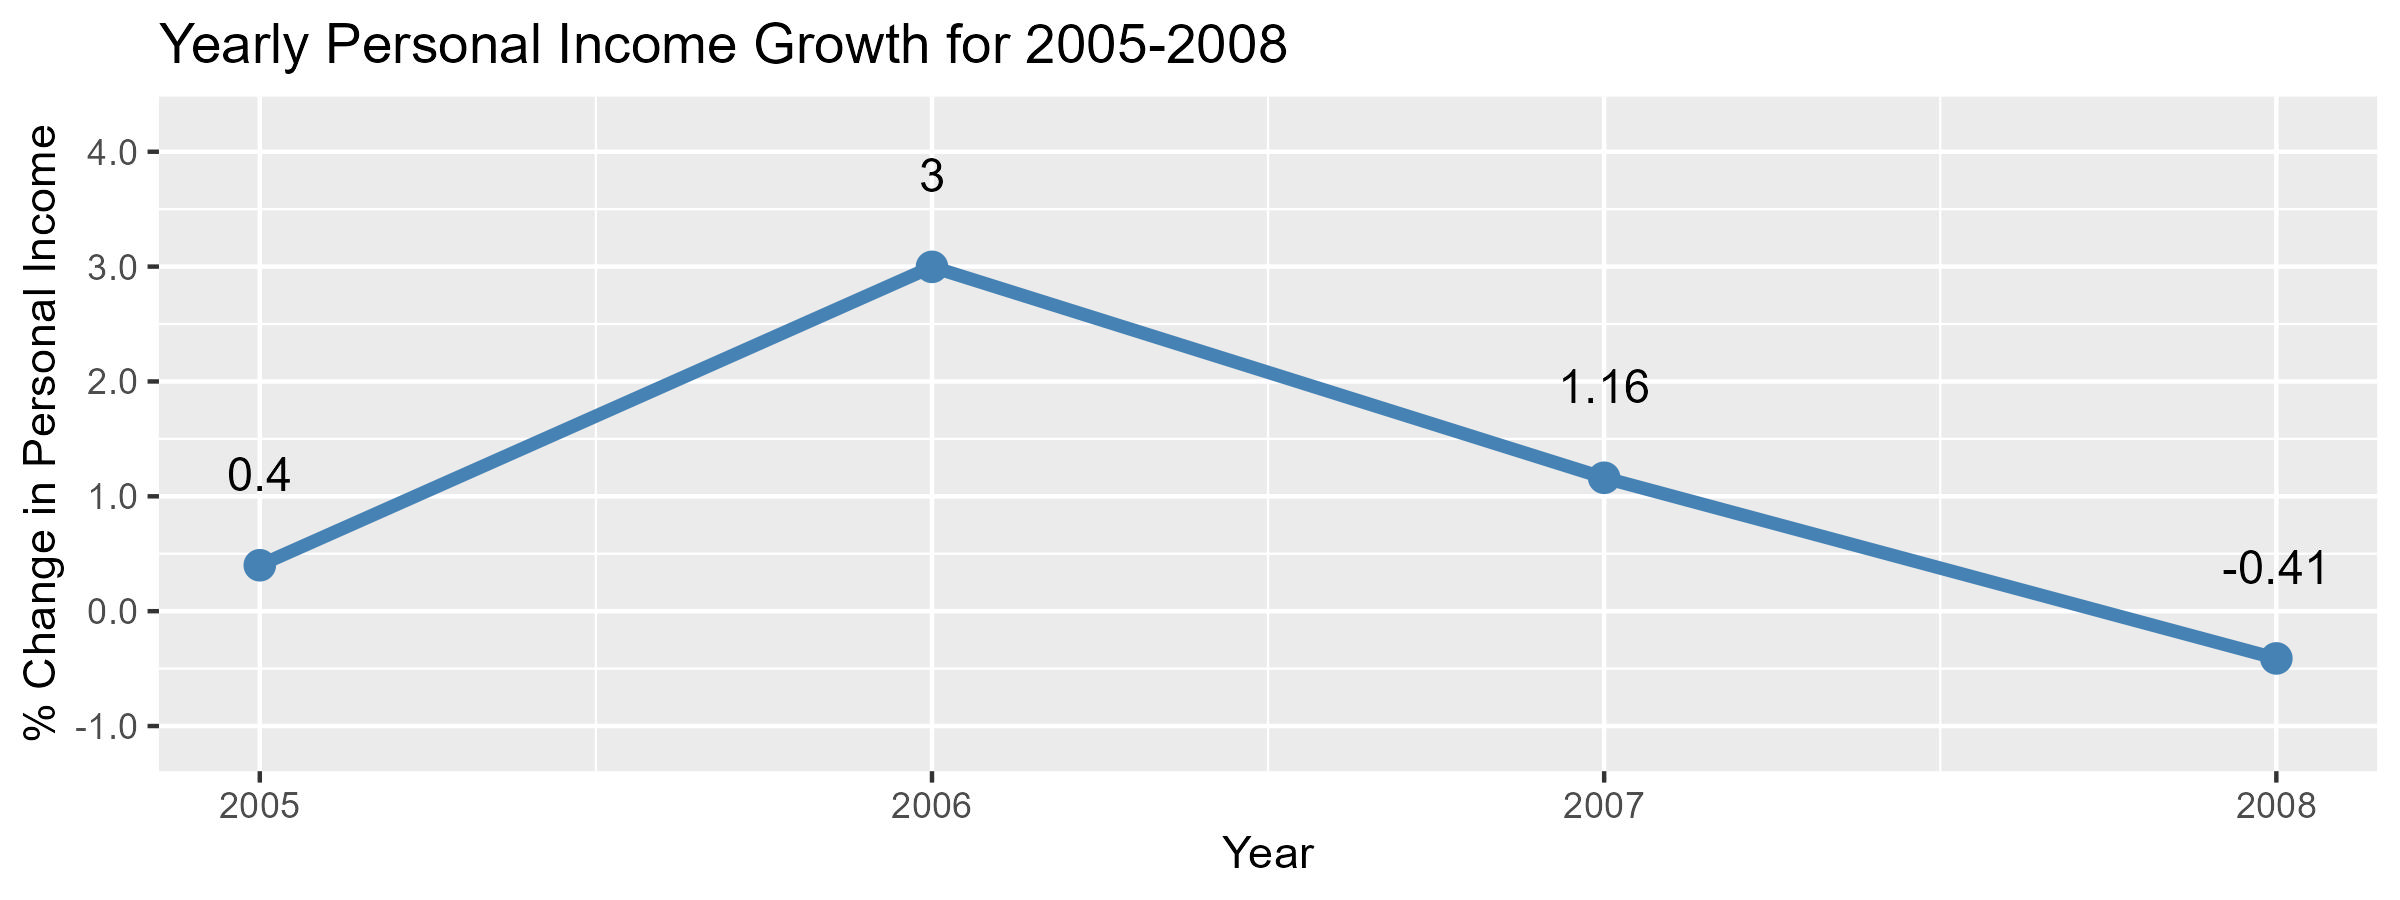 Yearly Personal Income Growth for 2005-2008
% Change in Personal Income
4.0
3.0
2.0
1.0
0.0
-1.0
0.4
3
1.16
-0.41
2005 2006 2007 2008
Year